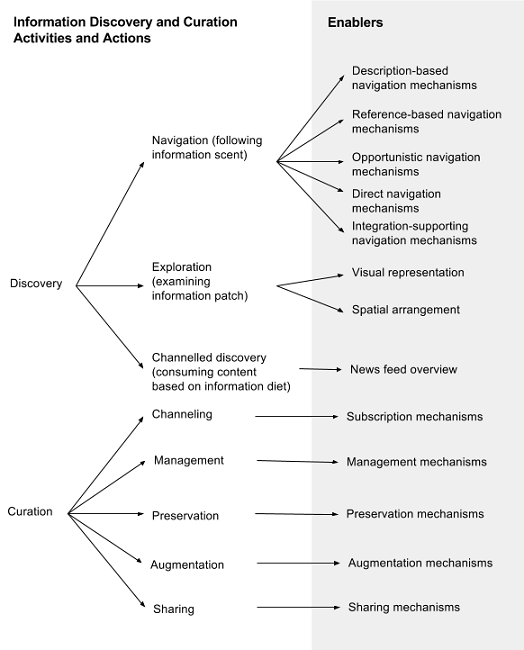 Information Discovery and Curation
Activities and Actions
Enablers
Discovery
Navigation (following
information scent)
Description-based
navigation mechanisms
Reference-based navigation
mechanisms
Opportunistic navigation
mechanisms
Direct navigation
mechanisms
Integration-supporting
navigation mechanisms
Exploration
(examining
information patch)
Visual representation
Spatial arrangement
Channelled discovery
(consuming content
based on information diet)
News feed overview
Curation
Channeling
Subscription mechanisms
Management
Management mechanisms
Preservation
Preservation mechanisms
Augmentation
Augmentation mechanisms
Sharing
Sharing mechanisms